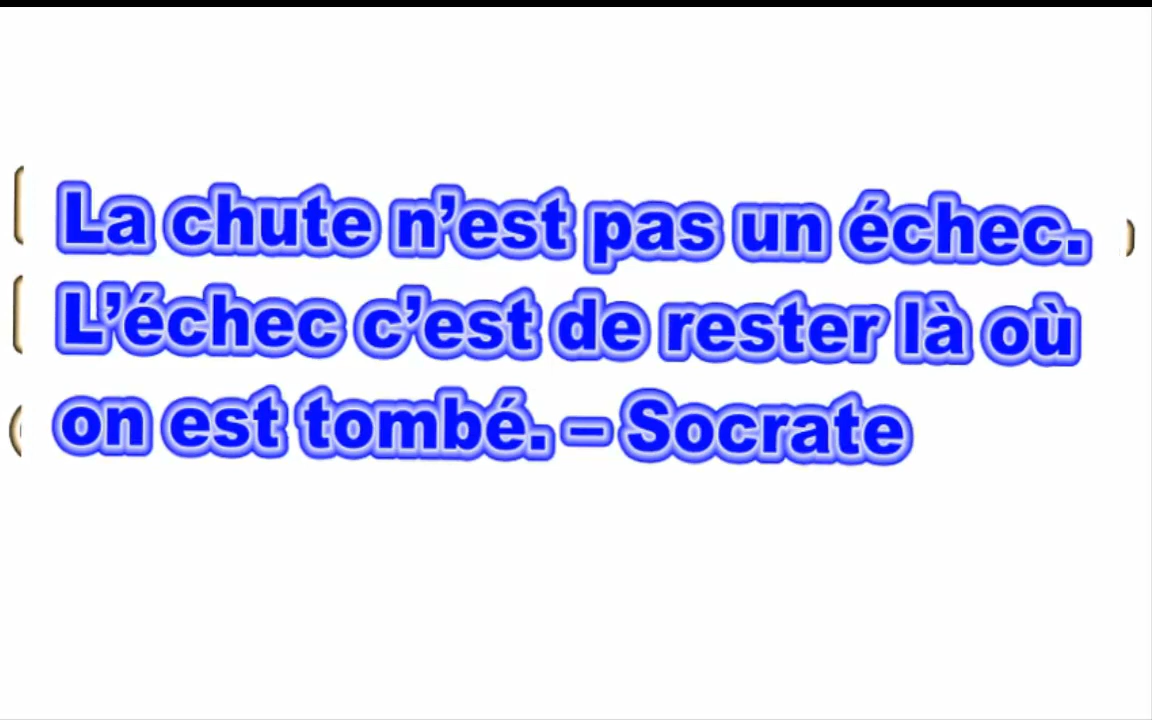 La chute n’est pas un échec.
L’échec c’est de rester là où
on est tombé. – Socrate